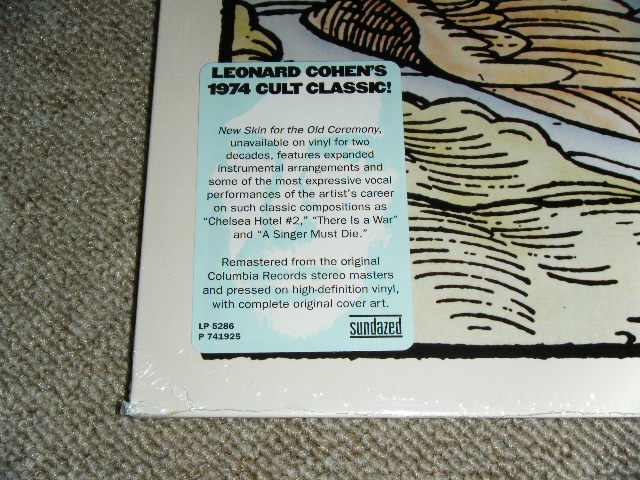 LEONARD COHEN'S
1974 CULT CLASSIC!
New Skin for the Old Ceremony,
unavailable on vinyl for two
decades, features expanded
instrumental arrangements and
some of the most expressive vocal
performances of the artist's career
on such classic compositions as
"Chelsea Hotel #2," "There Is a War"
and "A Singer Must Die."
Remastered from the original
Columbia Records stereo masters
and pressed on high-definition vinyl,
with complete original cover art.
LP 5286
P 741925
sundazed